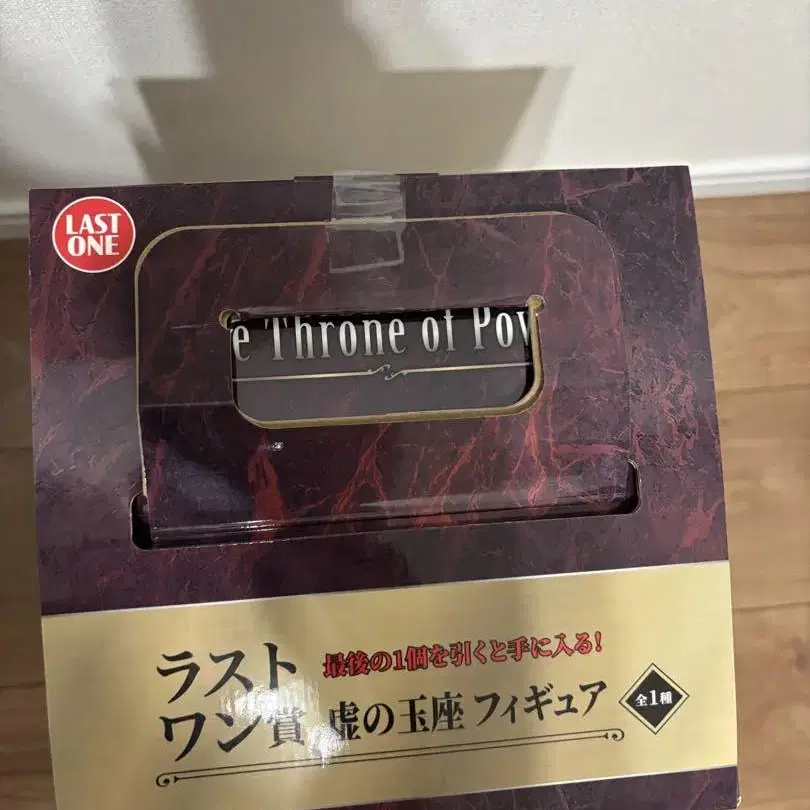 LAST
ONE
e Throne of Pow
ラスト
ワン賞
最後の1個を引くと手に入る!
虚の玉座 フィギュア
全1種